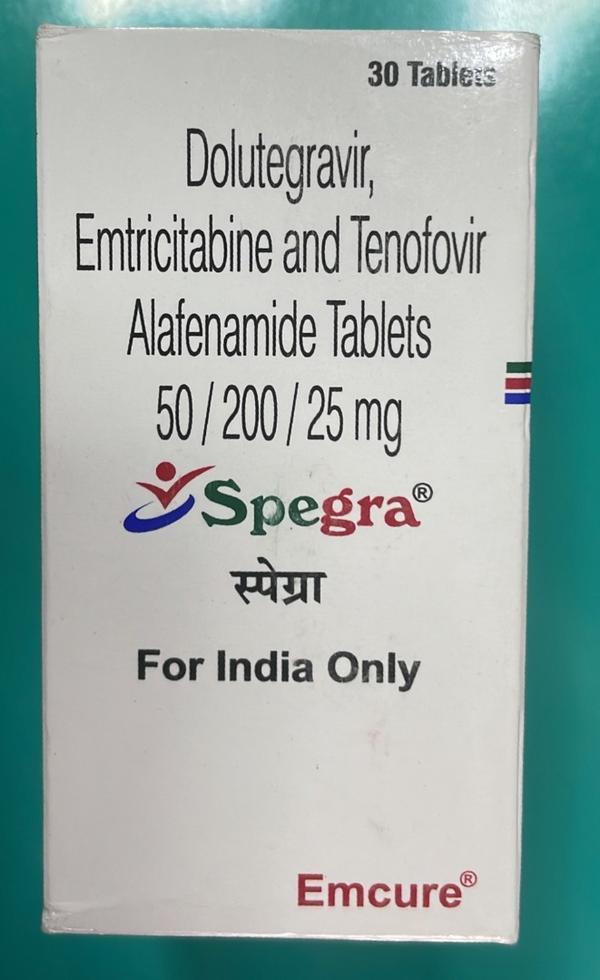 30 Tablets
Dolutegravir,
Emtricitabine and Tenofovir
Alafenamide Tablets
50 / 200 / 25 mg
Spegra®
स्पेग्रा
For India Only
Emcure®